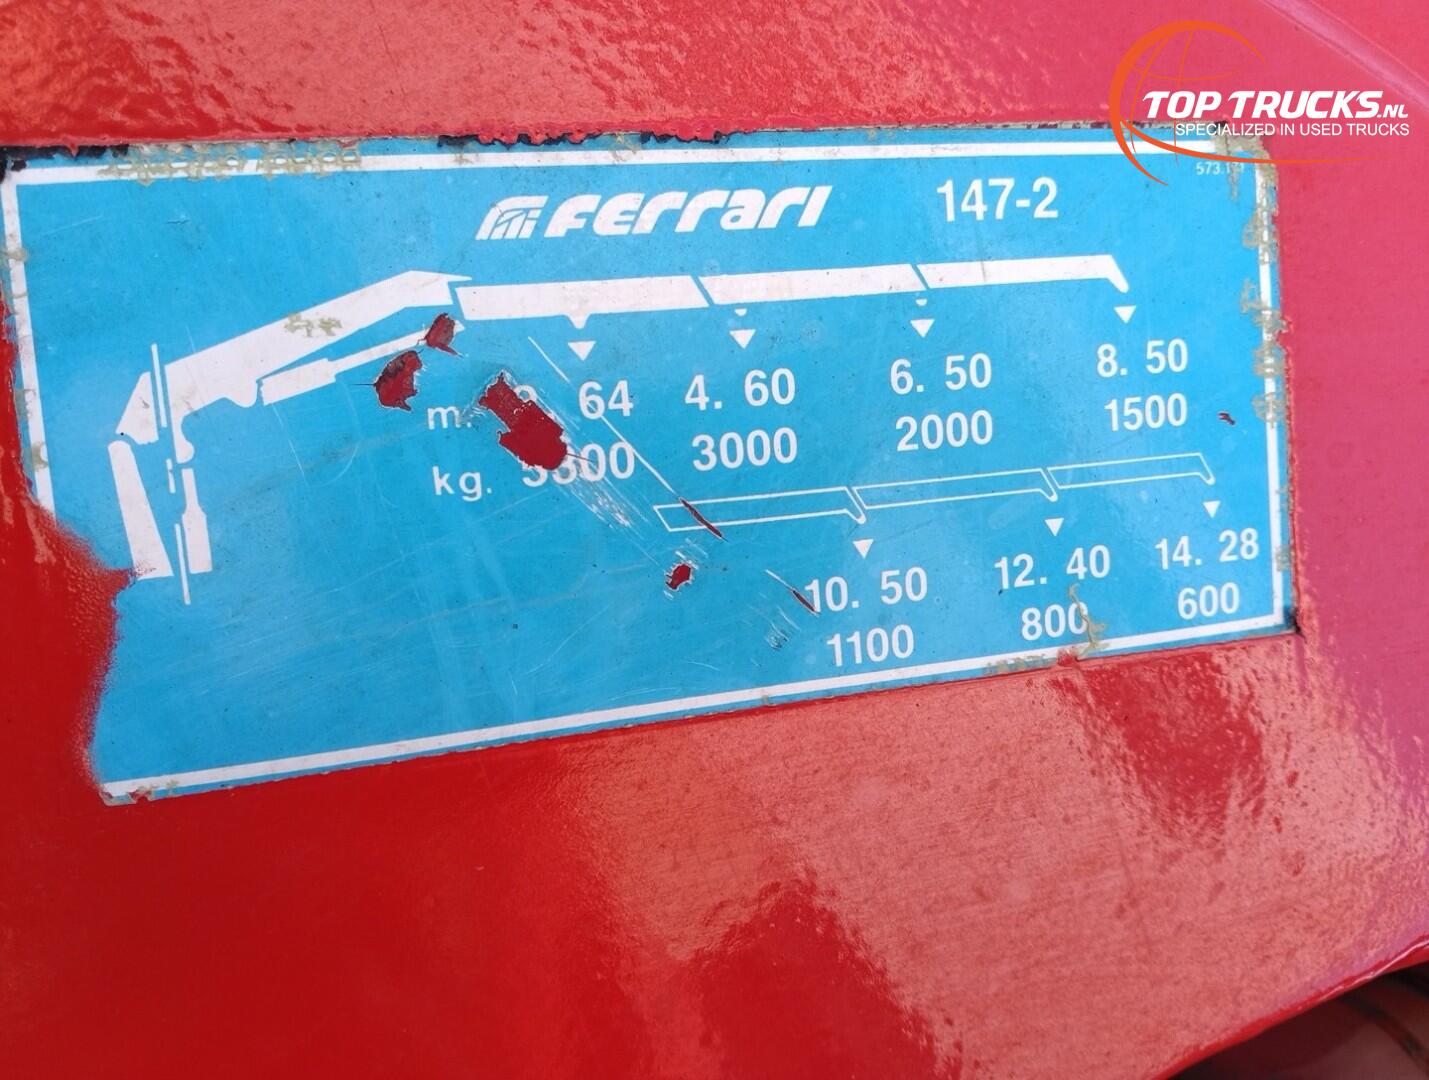 TOP TRUCKS.NL
SPECIALIZED IN USED TRUCKS
Ferrari 147-2
m. 64 4. 60 6. 50 8. 50
kg. 3000 2000 1500
10. 50 12. 40 14. 28
1100 800 600